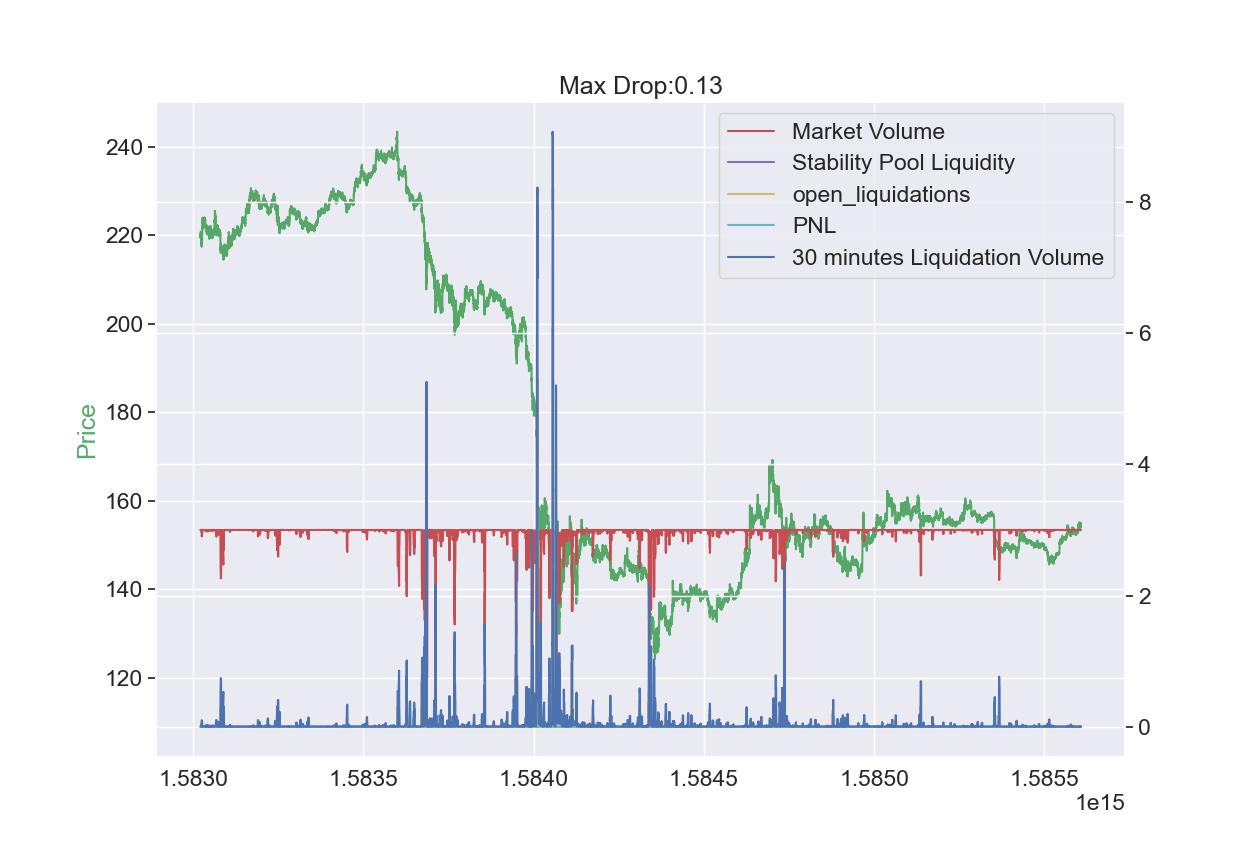 Max Drop:0.13
Market Volume
Stability Pool Liquidity
open_liquidations
PNL
30 minutes Liquidation Volume
240
220
200
180
160
140
120
Price
8
6
4
2
0
1.5830 1.5835 1.5840 1.5845 1.5850 1.5855
1e15